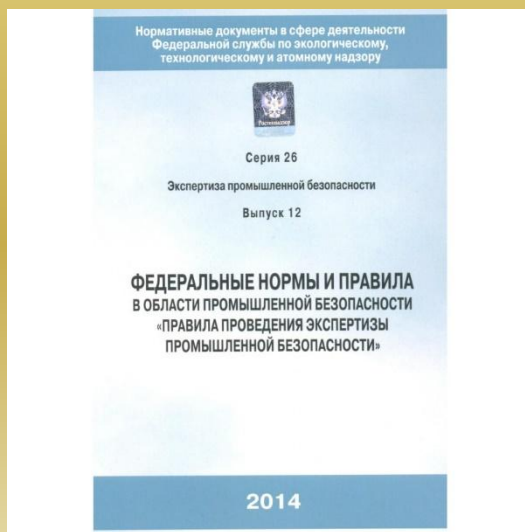 Нормативные документы в сфере деятельности
Федеральной службы по экологическому,
технологическому и атомному надзору
Ростехнадзор
Серия 26
Экспертиза промышленной безопасности
Выпуск 12
ФЕДЕРАЛЬНЫЕ НОРМЫ И ПРАВИЛА
В ОБЛАСТИ ПРОМЫШЛЕННОЙ БЕЗОПАСНОСТИ
«ПРАВИЛА ПРОВЕДЕНИЯ ЭКСПЕРТИЗЫ
ПРОМЫШЛЕННОЙ БЕЗОПАСНОСТИ»
2014